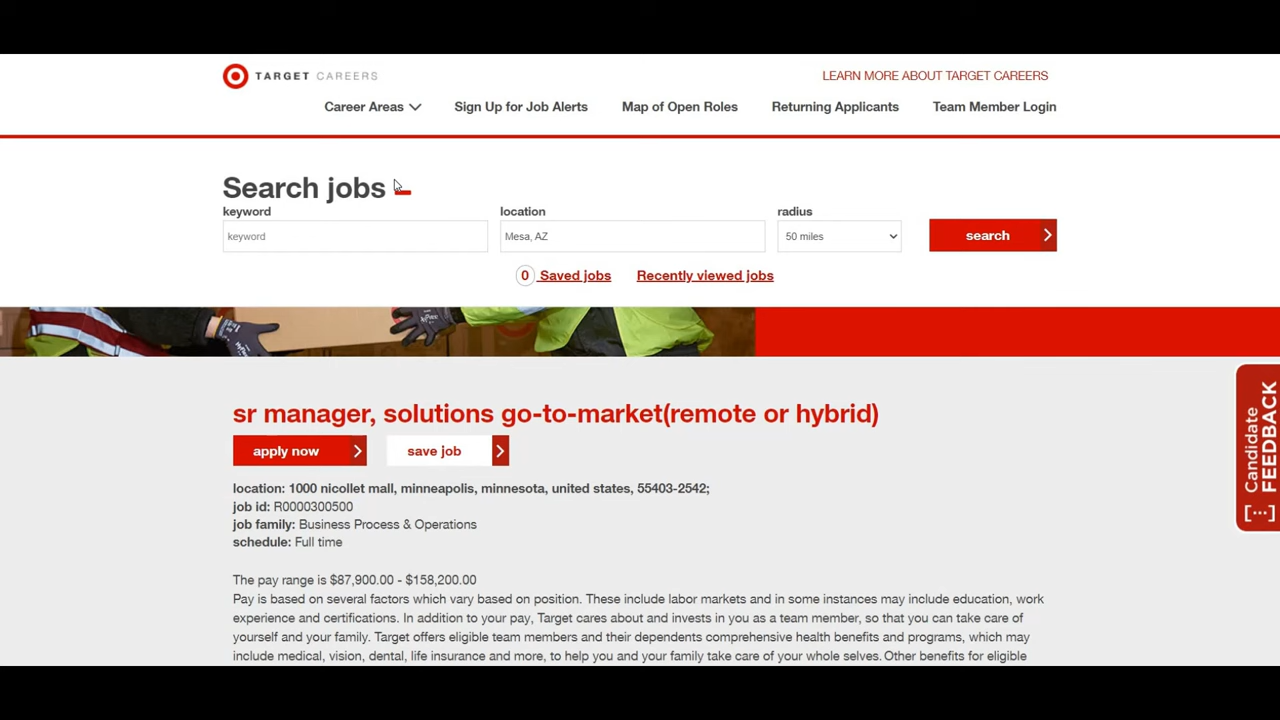 TARGET CAREERS
LEARN MORE ABOUT TARGET CAREERS
Career Areas
Sign Up for Job Alerts
Map of Open Roles
Returning Applicants
Team Member Login
Search jobs
keyword
location
radius
keyword
Mesa, AZ
50 miles
search
0 Saved jobs
Recently viewed jobs
sr manager, solutions go-to-market(remote or hybrid)
apply now
save job
location: 1000 nicollet mall, minneapolis, minnesota, united states, 55403-2542;
job id: R0000300500
job family: Business Process & Operations
schedule: Full time
The pay range is $87,900.00 - $158,200.00
Pay is based on several factors which vary based on position. These include labor markets and in some instances may include education, work
experience and certifications. In addition to your pay, Target cares about and invests in you as a team member, so that you can take care of
yourself and your family. Target offers eligible team members and their dependents comprehensive health benefits and programs, which may
include medical, vision, dental, life insurance and more, to help you and your family take care of your whole selves. Other benefits for eligible
Candidate
FEEDBACK
[...]